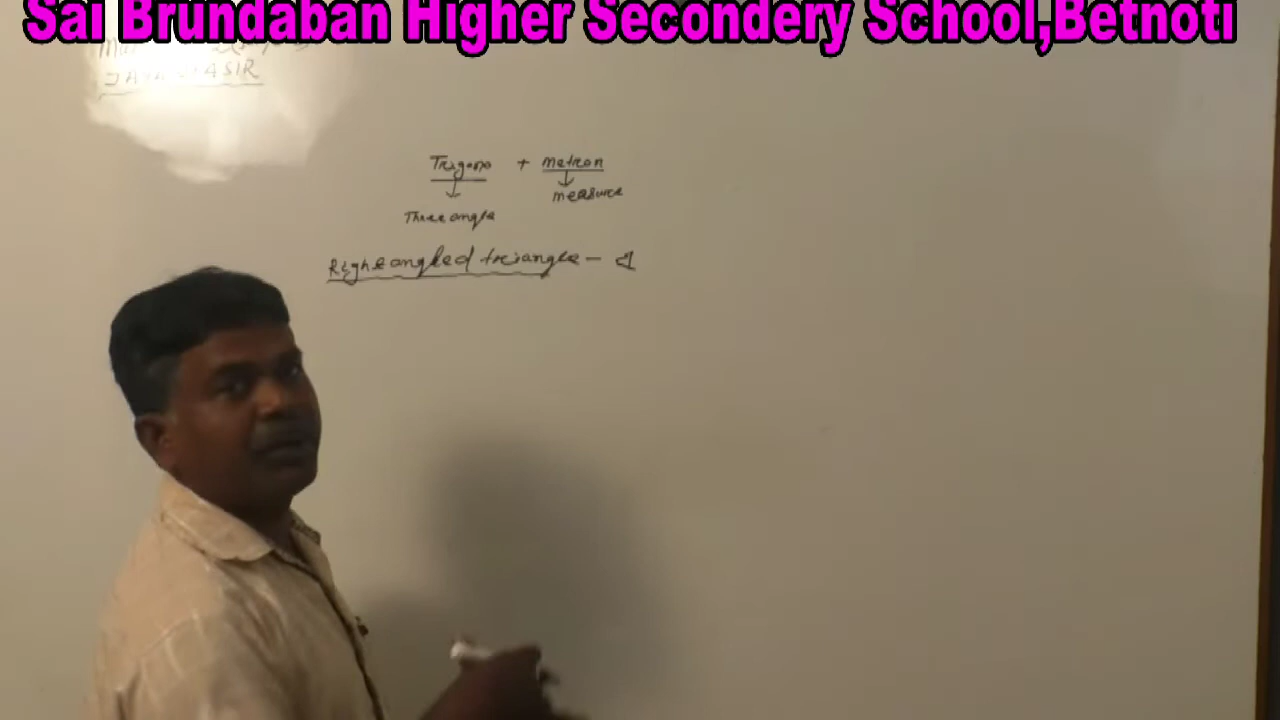 Sai Brundaban Higher Secondery School,Betnoti
Trigono + metron
Three angle
measure
Right angled triangle -